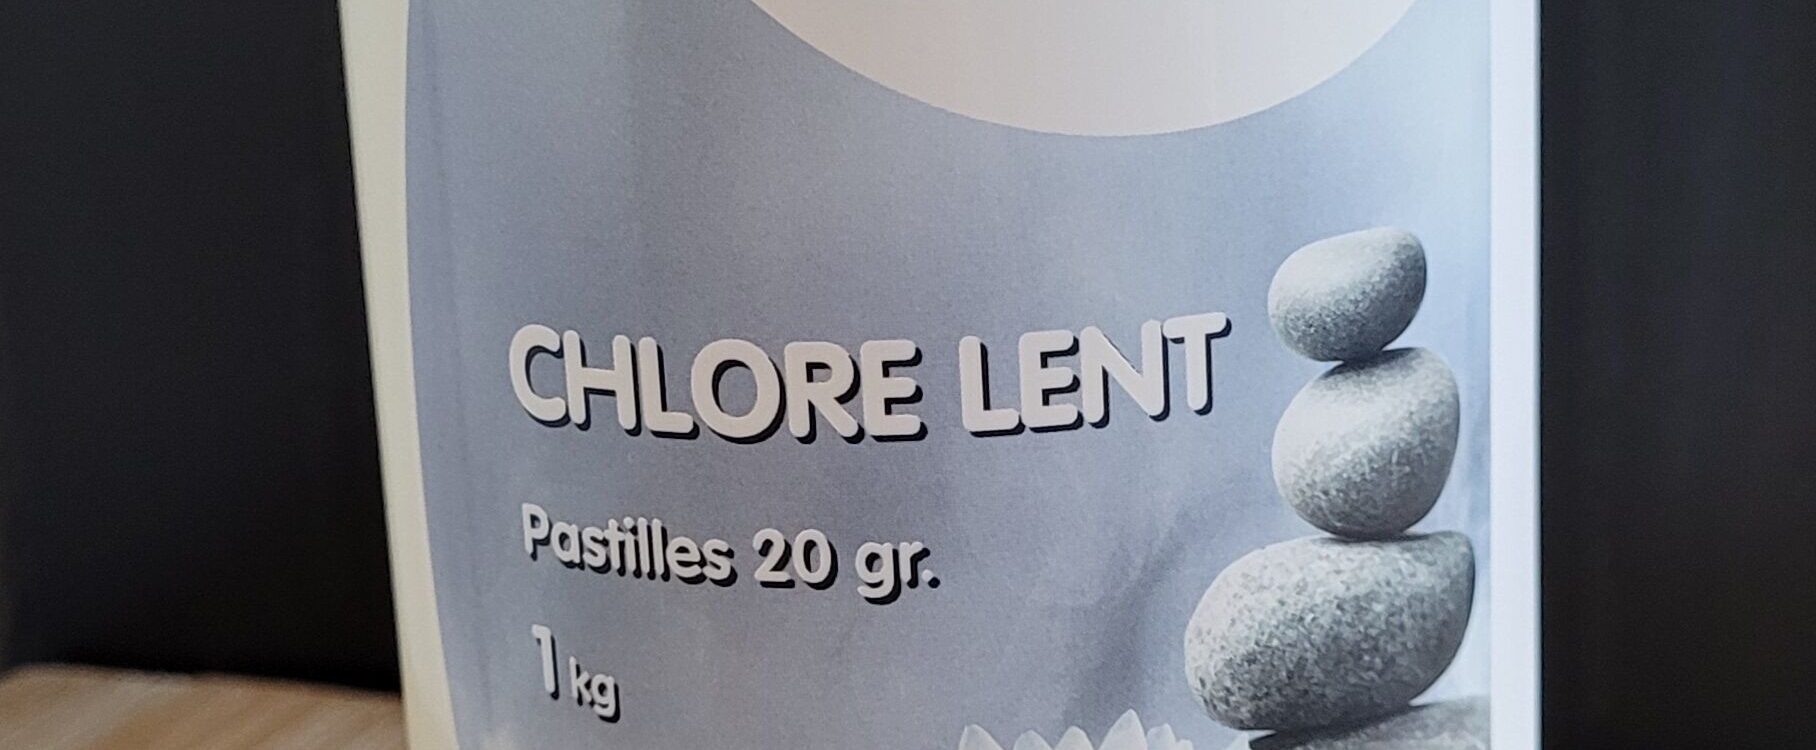 CHLORE LENT
Pastilles 20 gr.
1 kg